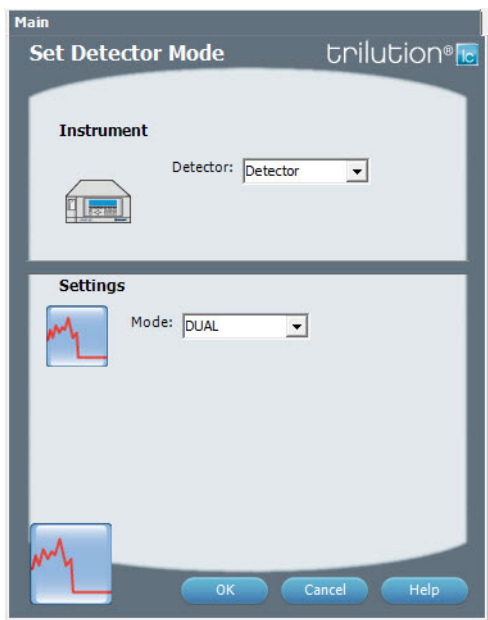 Main
Set Detector Mode trilution® lc
Instrument
Detector: Detector
Settings
Mode: DUAL
OK Cancel Help